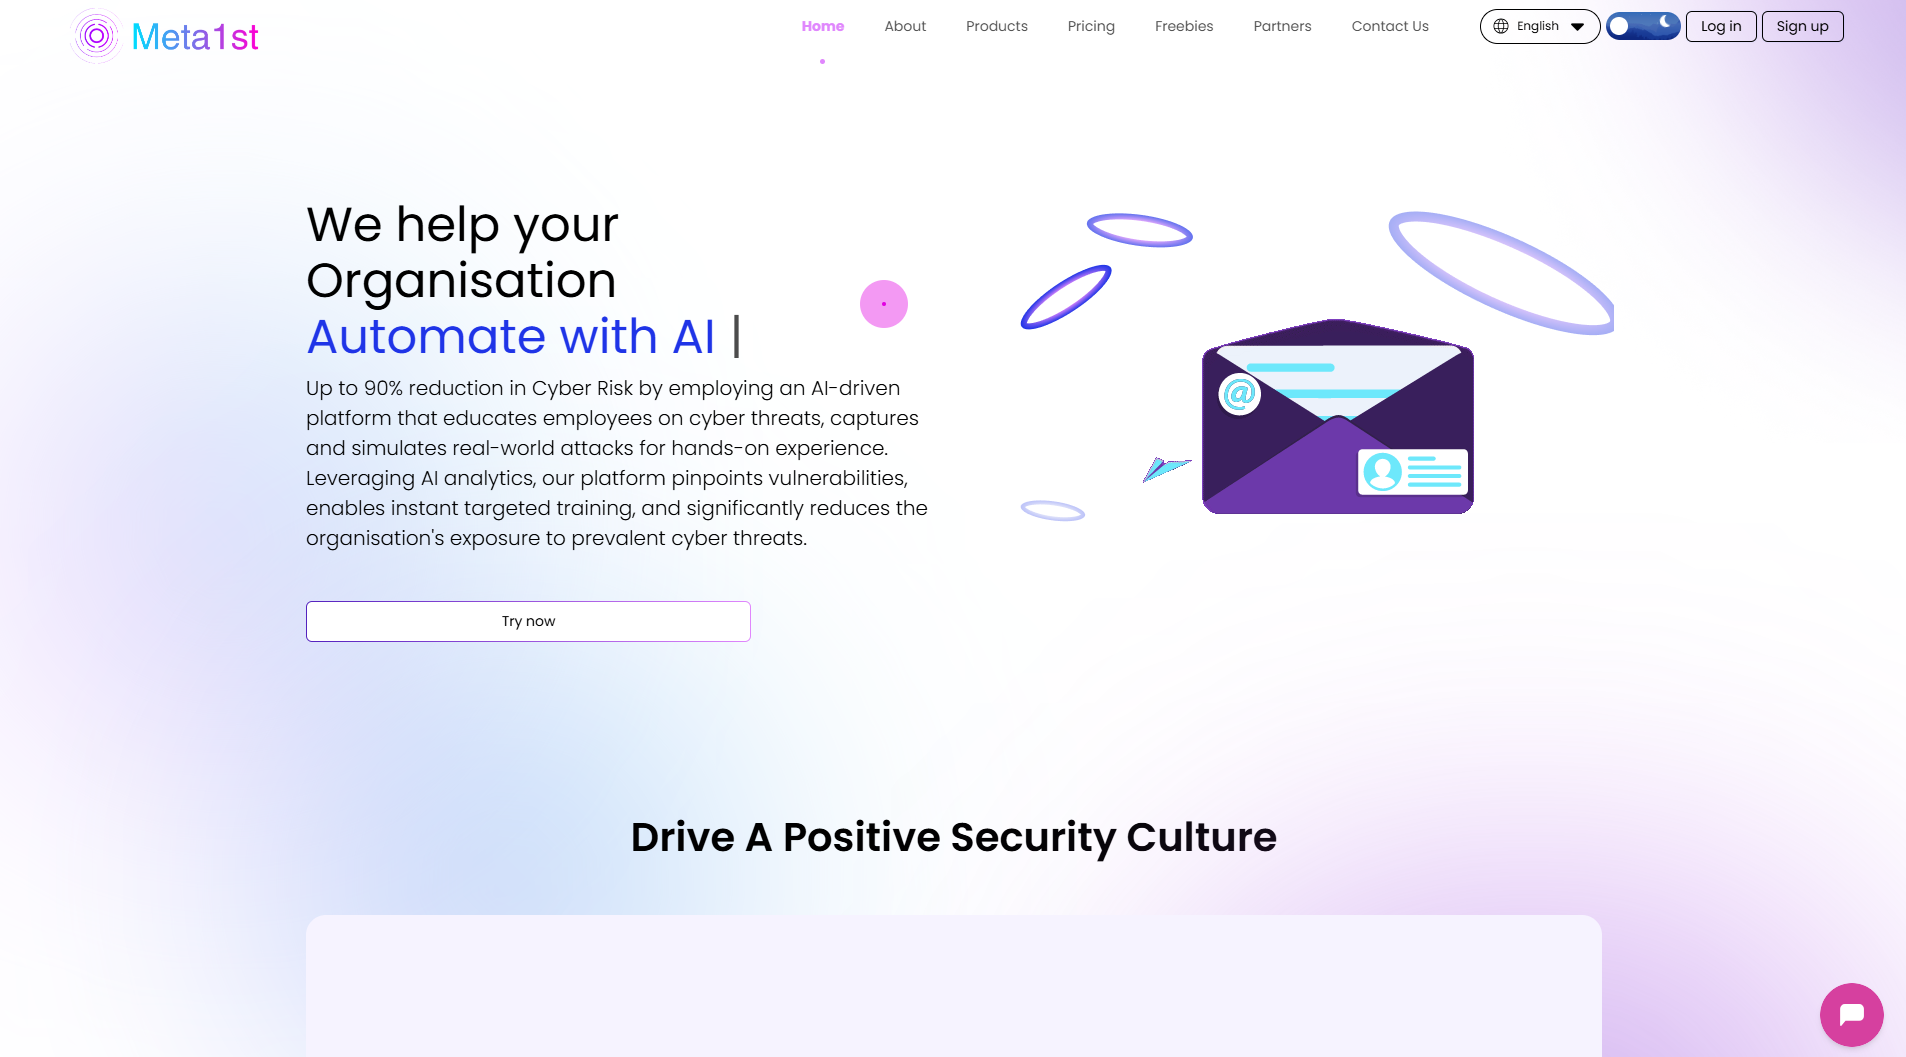 Meta1st
Home
About
Products
Pricing
Freebies
Partners
Contact Us
English
Log in
Sign up
We help your
Organisation
Automate with AI |
Up to 90% reduction in Cyber Risk by employing an AI-driven
platform that educates employees on cyber threats, captures
and simulates real-world attacks for hands-on experience.
Leveraging AI analytics, our platform pinpoints vulnerabilities,
enables instant targeted training, and significantly reduces the
organisation's exposure to prevalent cyber threats.
@
Try now
Drive A Positive Security Culture